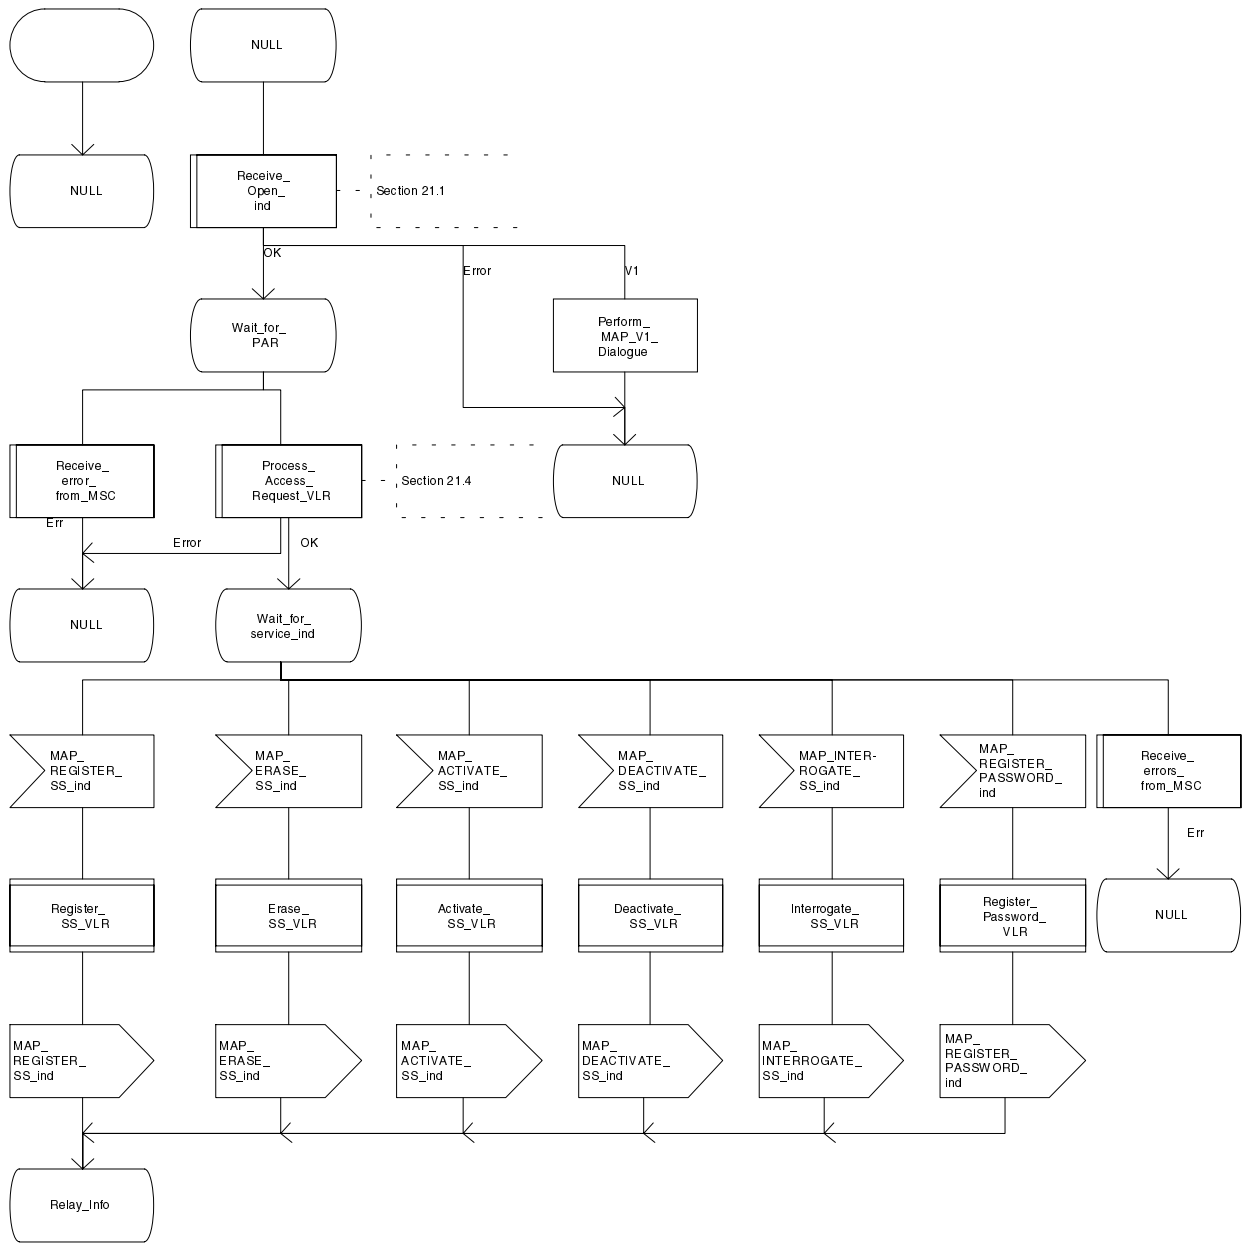 NULL
NULL
Receive_
Open_
ind
Section 21.1
OK
Error
V1
Wait_for_
PAR
Perform_
MAP_V1_
Dialogue
Receive_
error_
from_MSC
Process_
Access_
Request_VLR
Section 21.4
NULL
Err
Error
OK
NULL
Wait_for_
service_ind
MAP_
REGISTER_
SS_ind
MAP_
ERASE_
SS_ind
MAP_
ACTIVATE_
SS_ind
MAP_
DEACTIVATE_
SS_ind
MAP_INTER-
ROGATE_
SS_ind
MAP_
REGISTER_
PASSWORD_
ind
Receive_
errors_
from_MSC
Err
Register_
SS_VLR
Erase_
SS_VLR
Activate_
SS_VLR
Deactivate_
SS_VLR
Interrogate_
SS_VLR
Register_
Password_
VLR
NULL
MAP_
REGISTER_
SS_ind
MAP_
ERASE_
SS_ind
MAP_
ACTIVATE_
SS_ind
MAP_
DEACTIVATE_
SS_ind
MAP_
INTERROGATE_
SS_ind
MAP_
REGISTER_
PASSWORD_
ind
Relay_Info